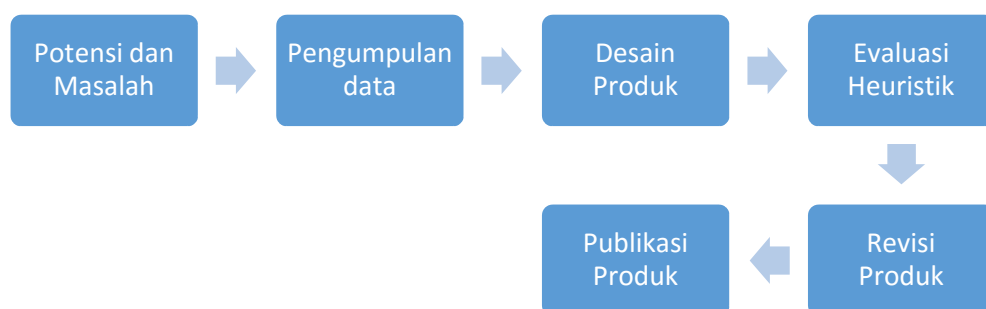 Potensi dan
Masalah
Pengumpulan
data
Desain
Produk
Evaluasi
Heuristik
Revisi
Produk
Publikasi
Produk